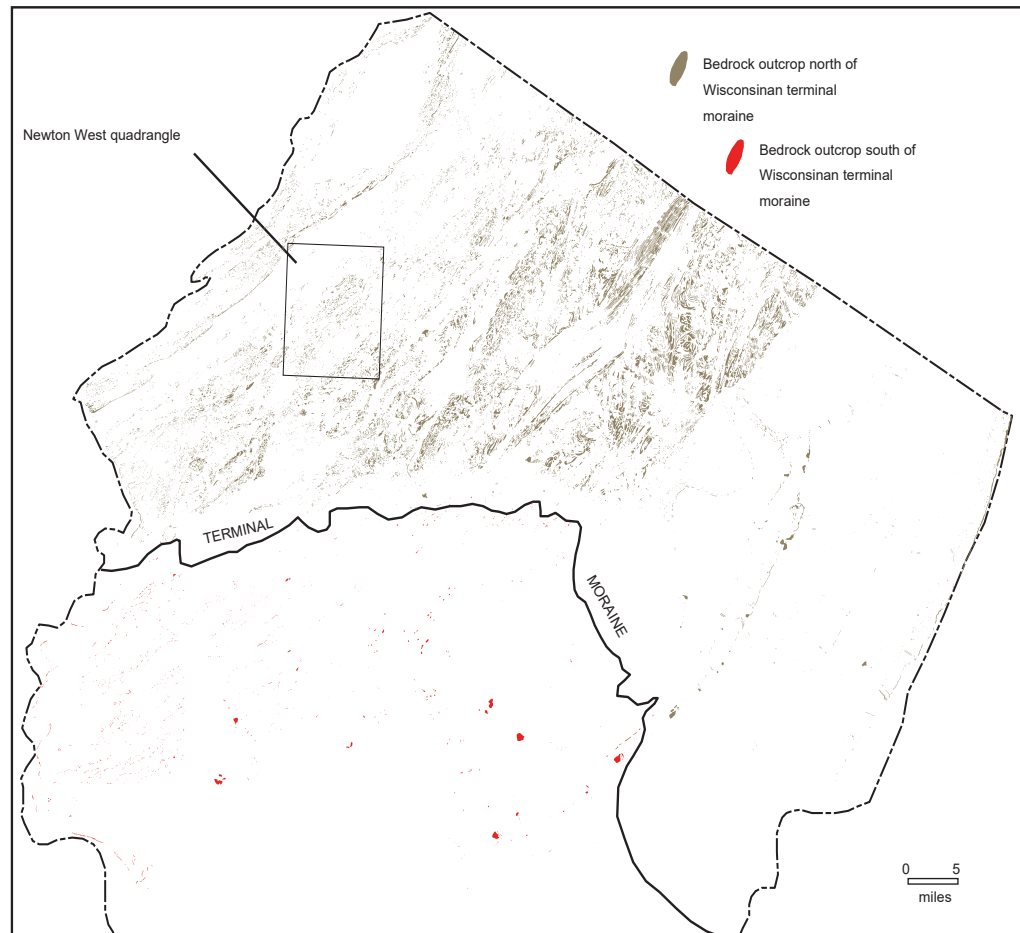 Bedrock outcrop north of
Wisconsinan terminal
moraine
Newton West quadrangle
Bedrock outcrop south of
Wisconsinan terminal
moraine
TERMINAL
MORAINE
0 5
miles